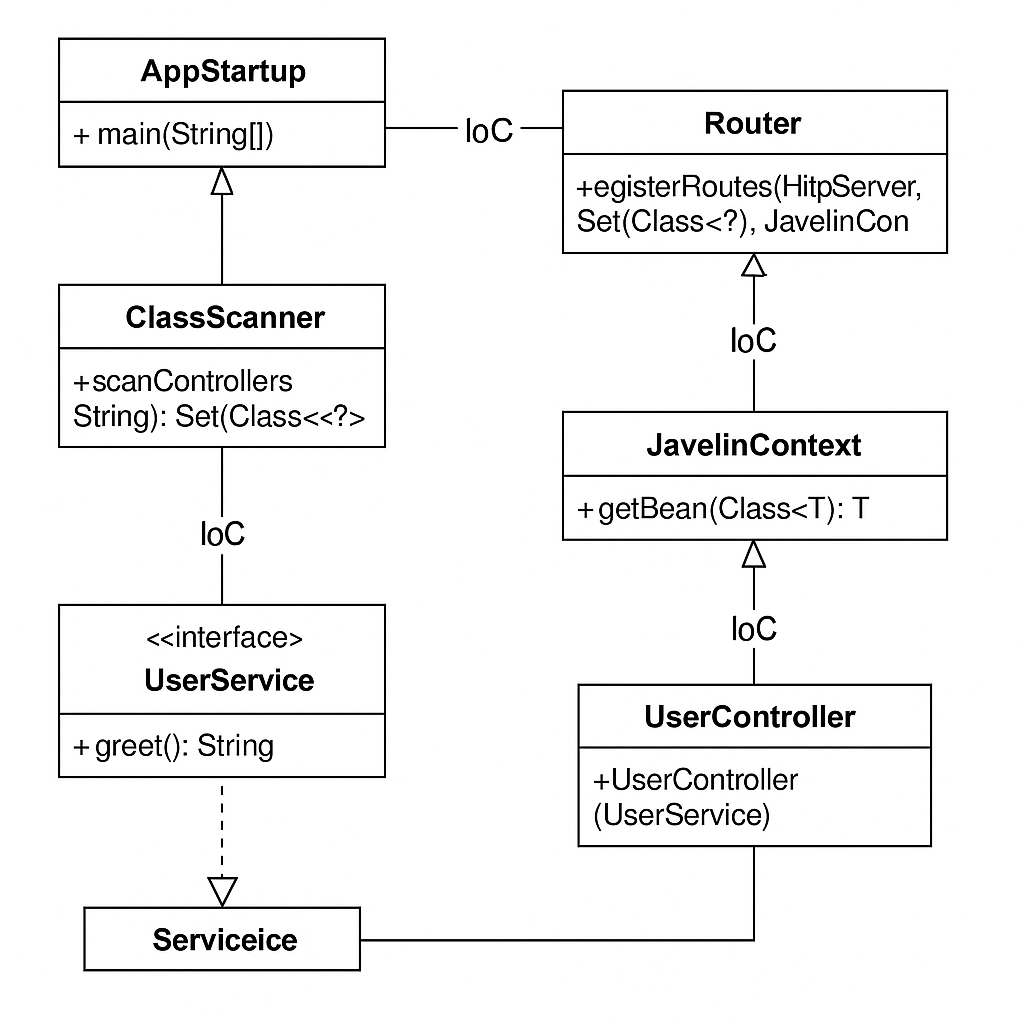 AppStartup
+ main(String[])
IoC
Router
+egisterRoutes(HitpServer,
Set(Class<?), JavelinCon
ClassScanner
+scanControllers
String): Set(Class<<?>
IoC
JavelinContext
+getBean(Class<T): T
IoC
<<interface>
UserService
+greet(): String
IoC
UserController
+UserController
(UserService)
Serviceice